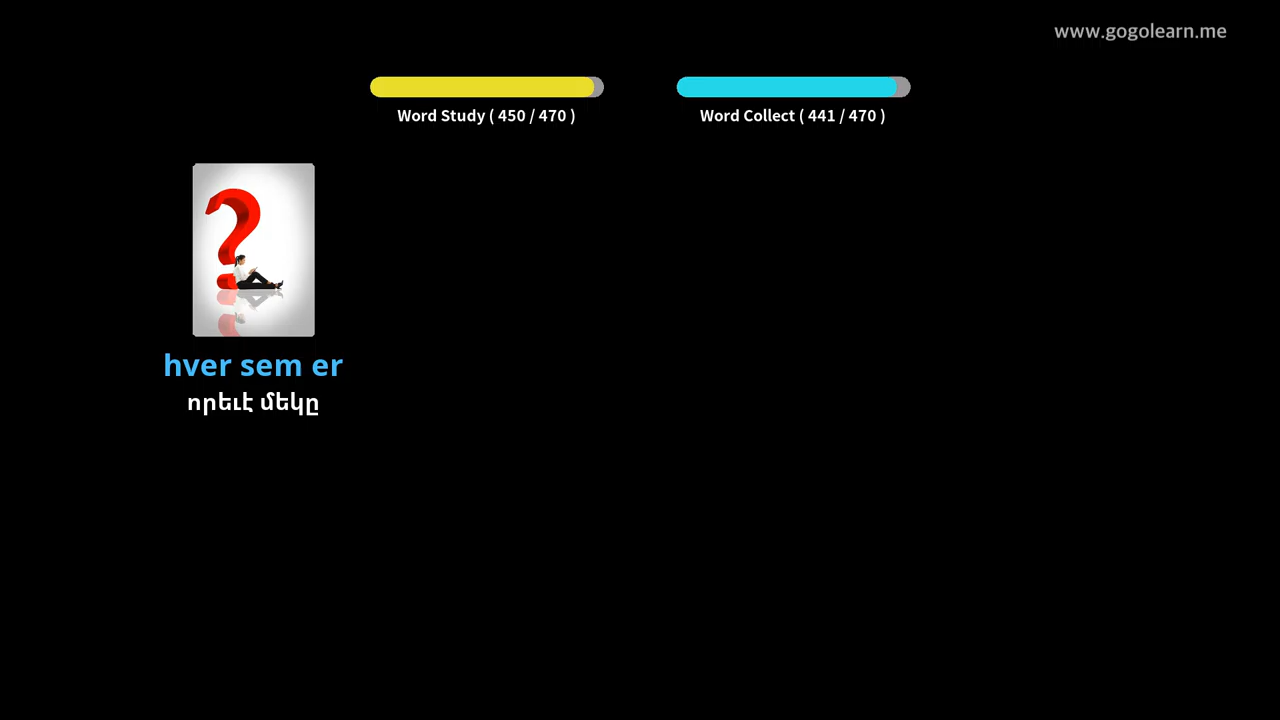 www.gogolearn.me
Word Study ( 450 / 470 )
Word Collect ( 441 / 470 )
hver sem er
որեւէ մեկը